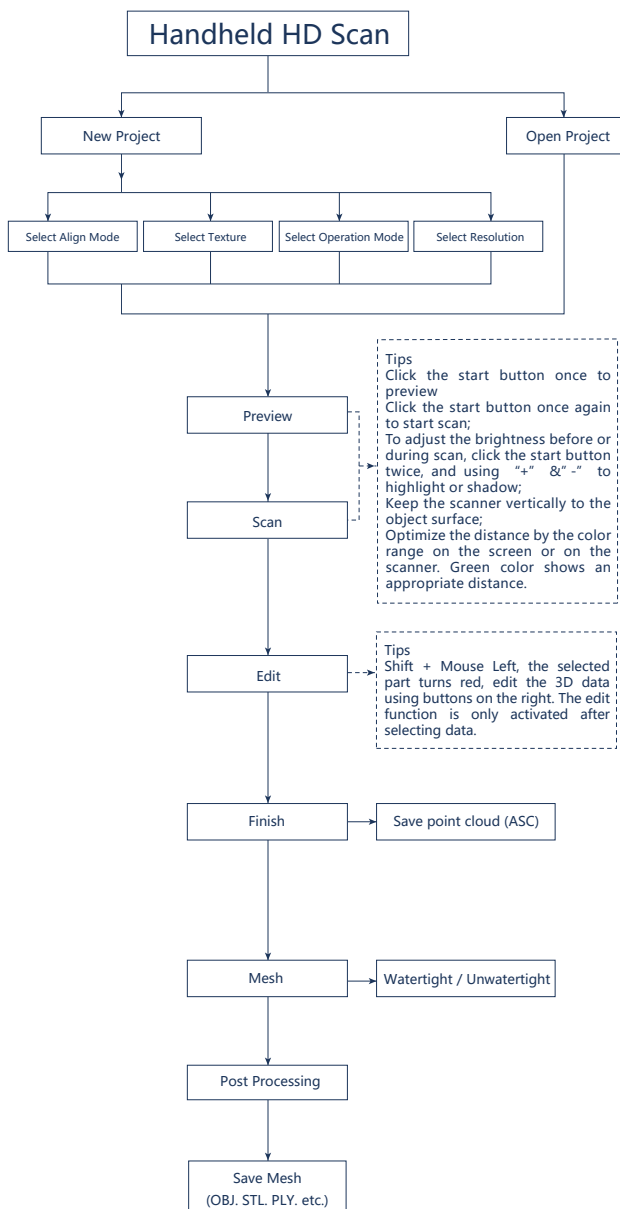 Handheld HD Scan
New Project
Open Project
Select Align Mode
Select Texture
Select Operation Mode
Select Resolution
Preview
Tips
Click the start button once to
preview
Click the start button once again
to start scan;
To adjust the brightness before or
during scan, click the start button
twice, and using “+” &“ -” to
highlight or shadow;
Keep the scanner vertically to the
object surface;
Optimize the distance by the color
range on the screen or on the
scanner. Green color shows an
appropriate distance.
Scan
Edit
Tips
Shift + Mouse Left, the selected
part turns red, edit the 3D data
using buttons on the right. The edit
function is only activated after
selecting data.
Finish
Save point cloud (ASC)
Mesh
Watertight / Unwatertight
Post Processing
Save Mesh
(OBJ. STL. PLY. etc.)